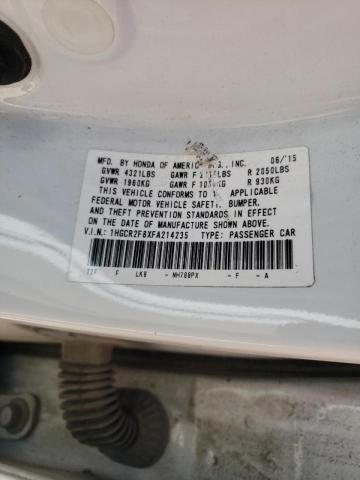 MFD. BY HONDA OF AMERICA INC. 06/15
GVWR 4321LBS GAWR F R 2050LBS
GVWR 1960KG GAWR F R 930KG
THIS VEHICLE CONFORMS TO APPLICABLE
FEDERAL MOTOR VEHICLE SAFETY, BUMPER,
AND THEFT PREVENTION STANDARDS IN EFFECT
ON THE DATE OF MANUFACTURE SHOWN ABOVE.
V.I.N.: 1HGCR2F8XFA214235 TYPE: PASSENGER CAR
F LKB - NH788PX - F - A